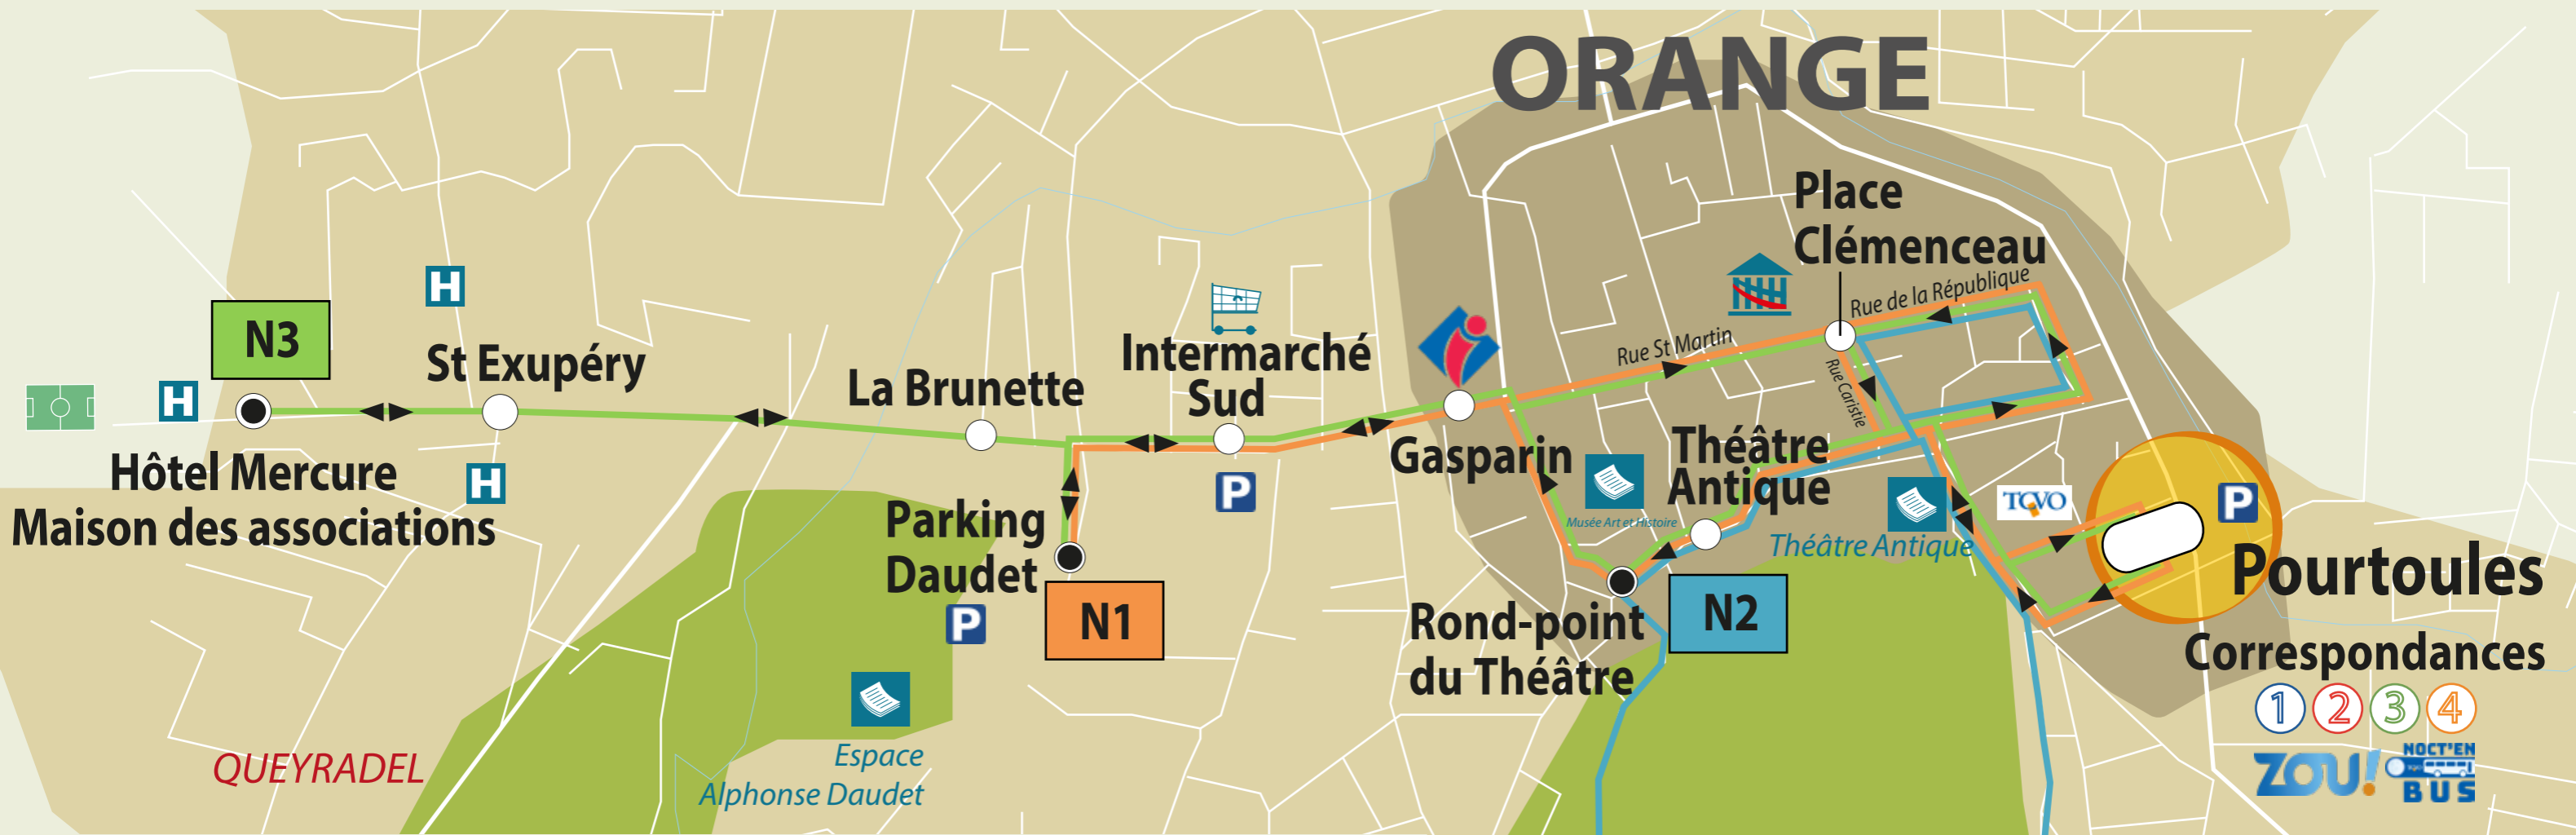 ORANGE
Place
Clémenceau
Rue de la République
H
N3
St Exupéry
Rue St Martin
Intermarché
Sud
La Brunette
H
Rue Caristie
Gasparin
Théâtre
Antique
Hôtel Mercure
Maison des associations
H
P
Parking
Daudet
Musée Art et Histoire
Théâtre Antique
TCVO
P
Pourtoules
P
N1
Rond-point
du Théâtre
N2
Correspondances
1 2 3 4
Espace
Alphonse Daudet
QUEYRADEL
ZOU!
NOCT'EN
BUS